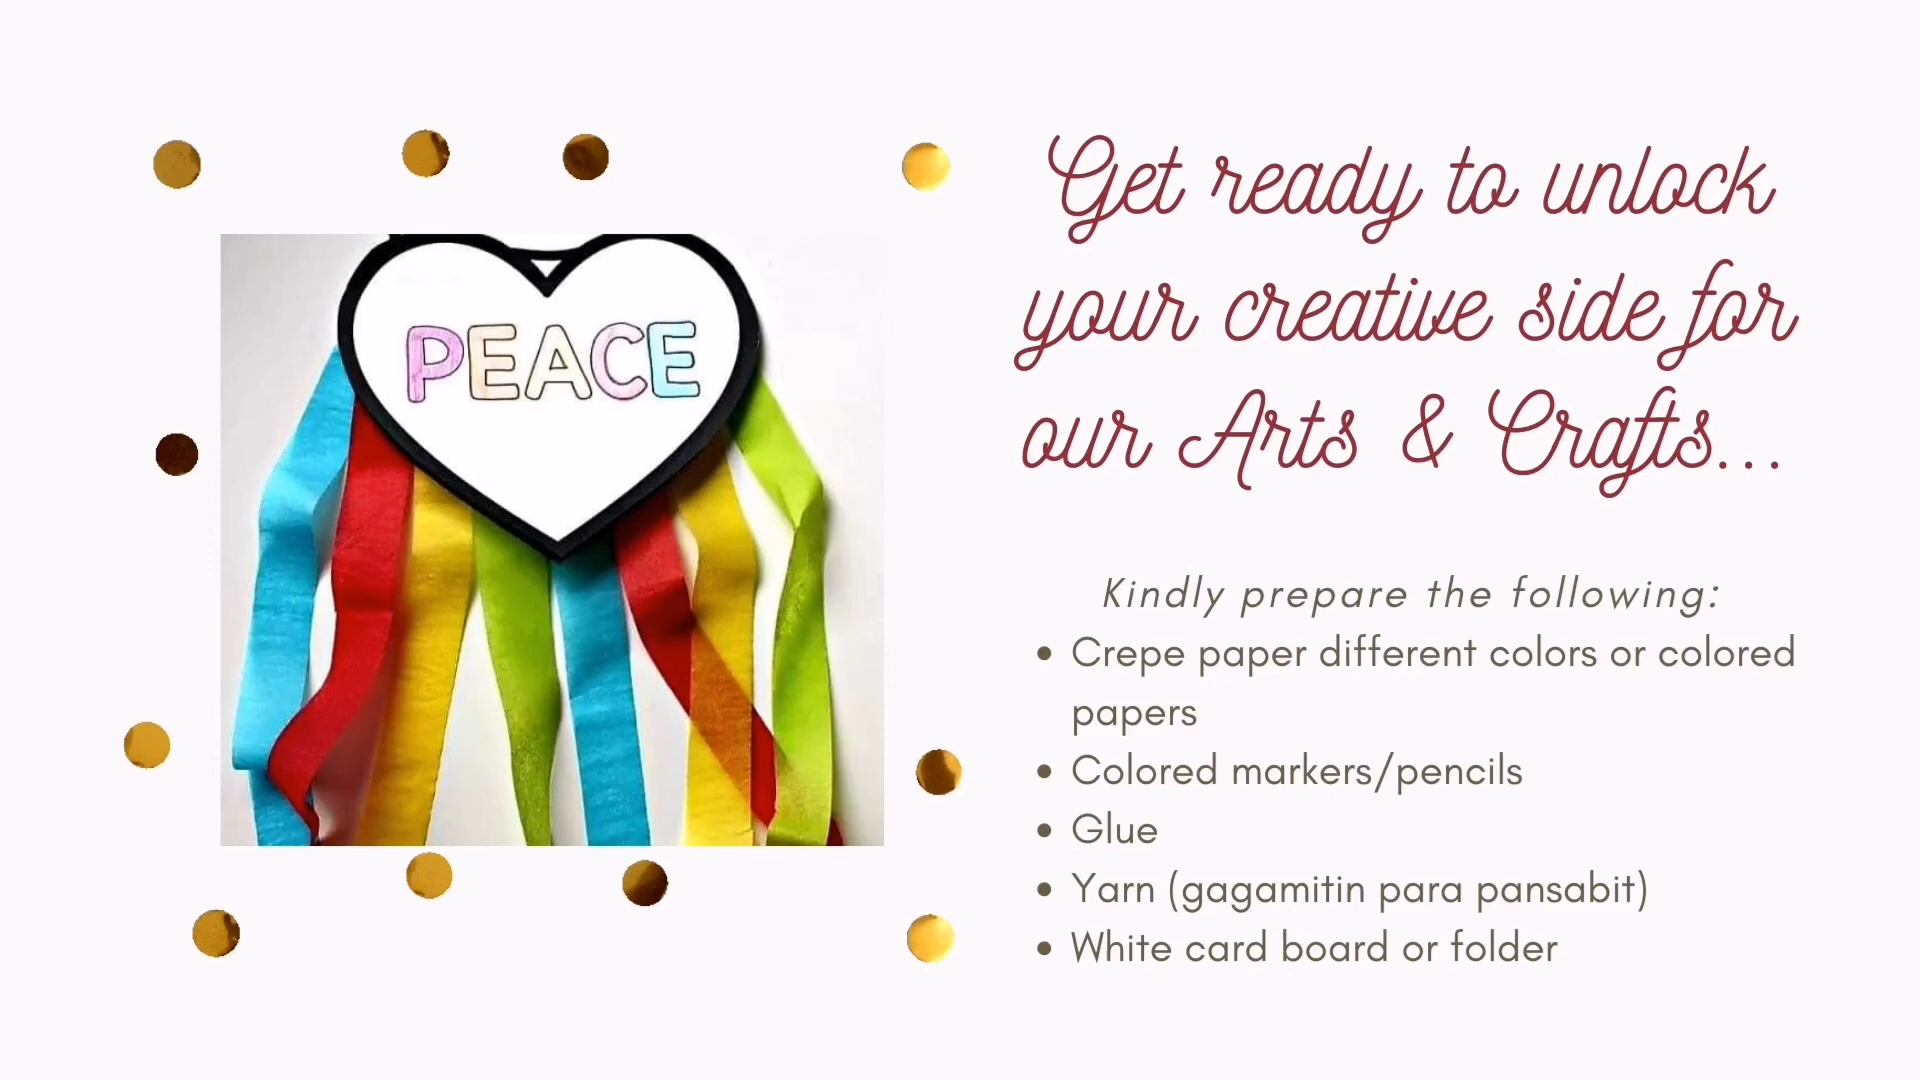 PEACE
Get ready to unlock
your creative side for
our Arts & Crafts...
Kindly prepare the following:
• Crepe paper different colors or colored
papers
• Colored markers/pencils
• Glue
• Yarn (gagamitin para pansabit)
• White card board or folder